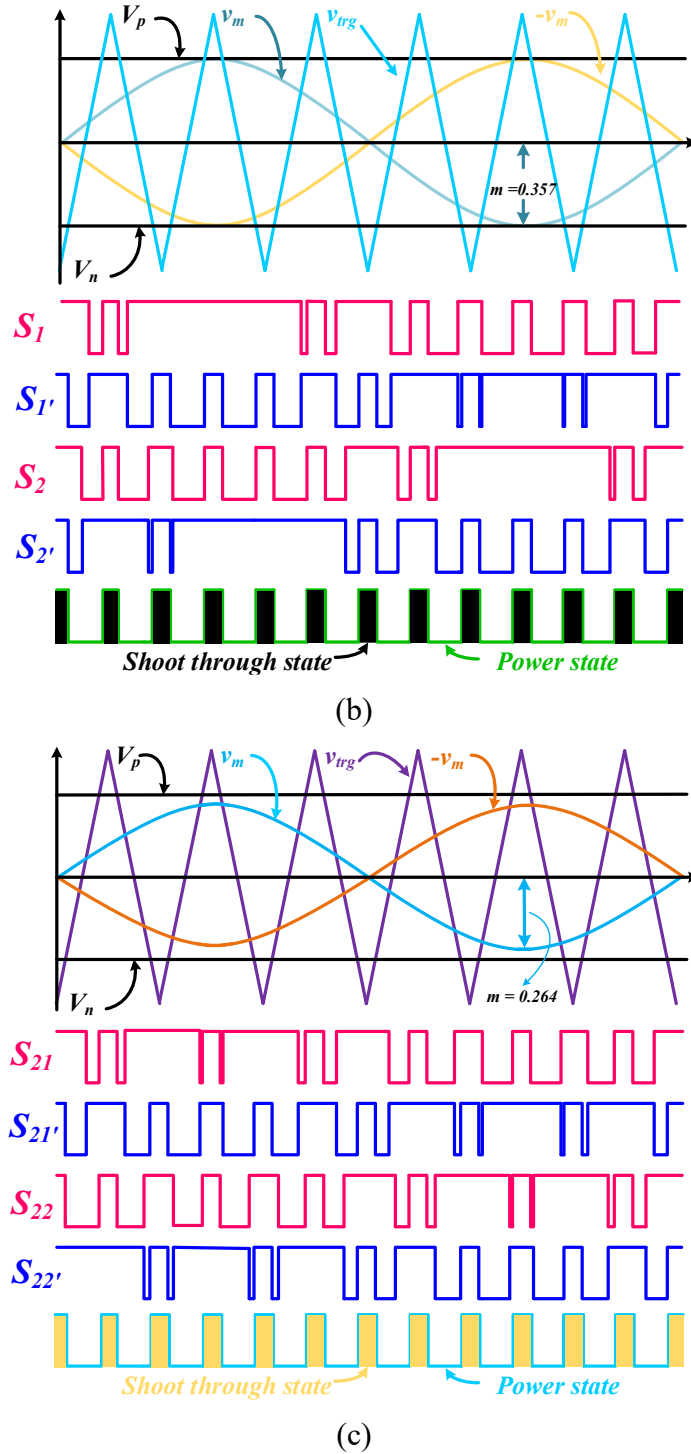 V_p v_m v_trg -v_m
m =0.357
V_n
S_1
S_1'
S_2
S_2'
Shoot through state Power state
(b)
V_p v_m v_trg -v_m
V_n m = 0.264
S_21
S_21'
S_22
S_22'
Shoot through state Power state
(c)